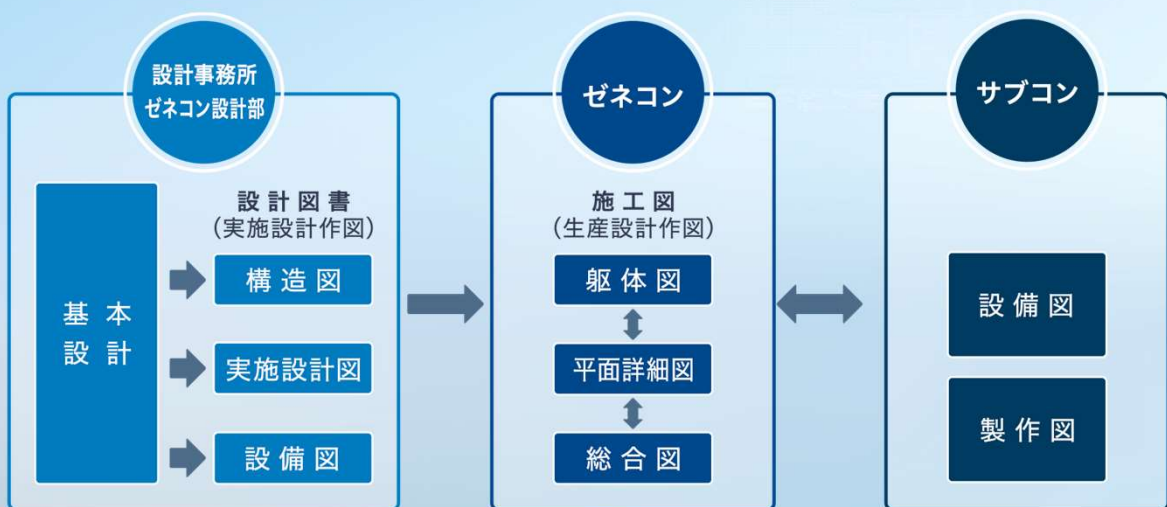 設計事務所
ゼネコン設計部
基本
設計
設計図書
(実施設計作図)
構造図
実施設計図
設備図
ゼネコン
施工図
(生産設計作図)
躯体図
平面詳細図
総合図
サブコン
設備図
製作図